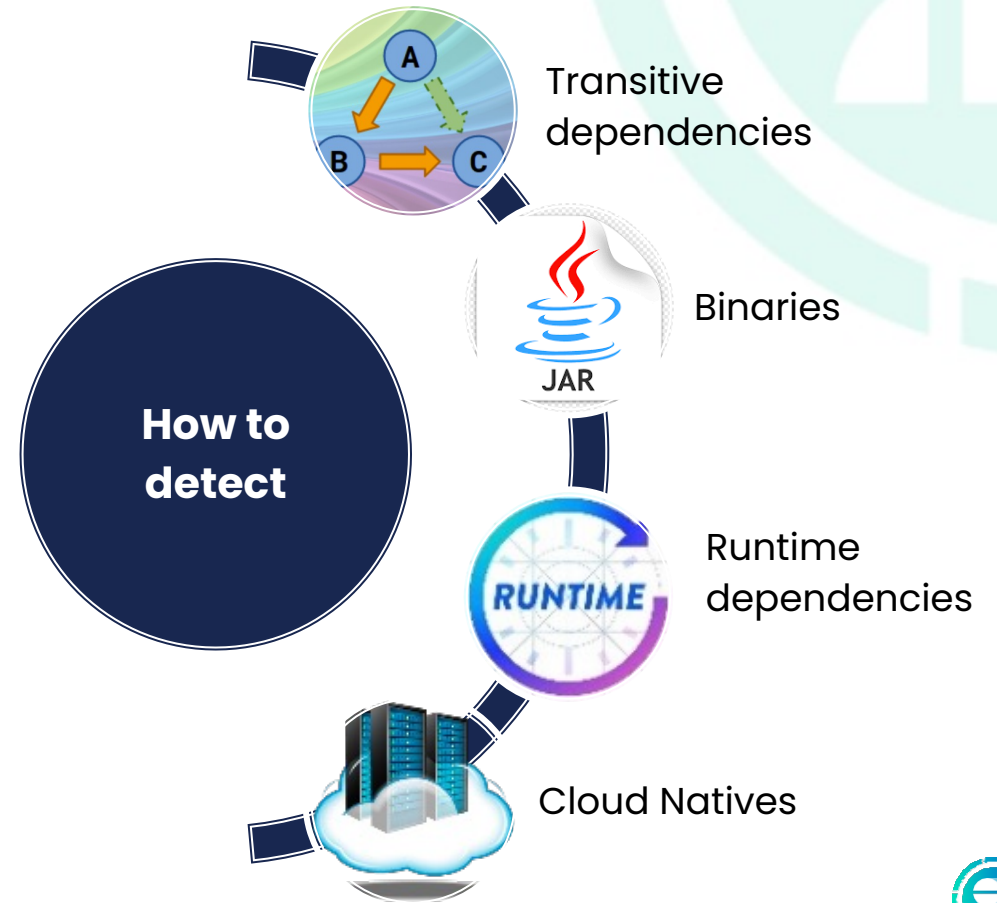 How to
detect
A
B
C
Transitive
dependencies
JAR
Binaries
RUNTIME
Runtime
dependencies
Cloud Natives